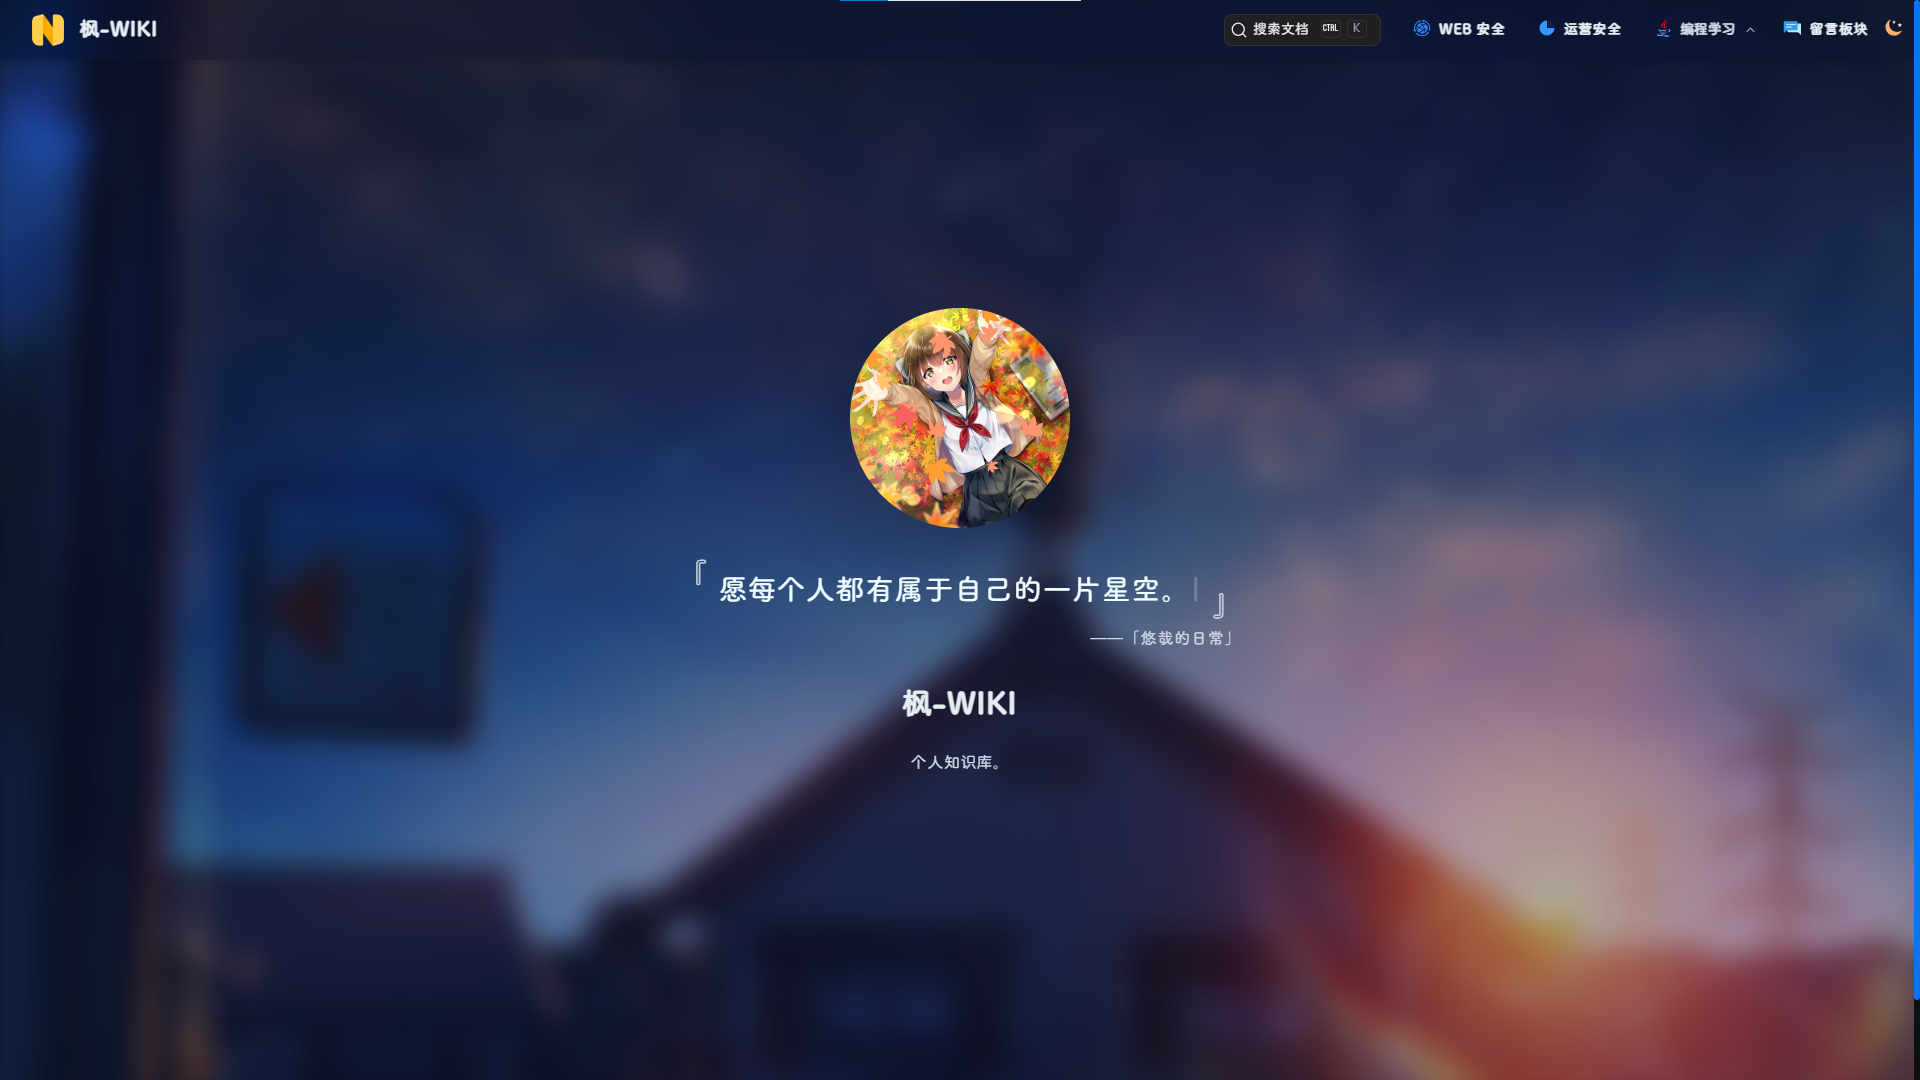 枫-WIKI
搜索文档 CTRL K
WEB 安全
运营安全
编程学习
留言板块
『愿每个人都有属于自己的一片星空。』
——「悠哉的日常」
枫-WIKI
个人知识库。